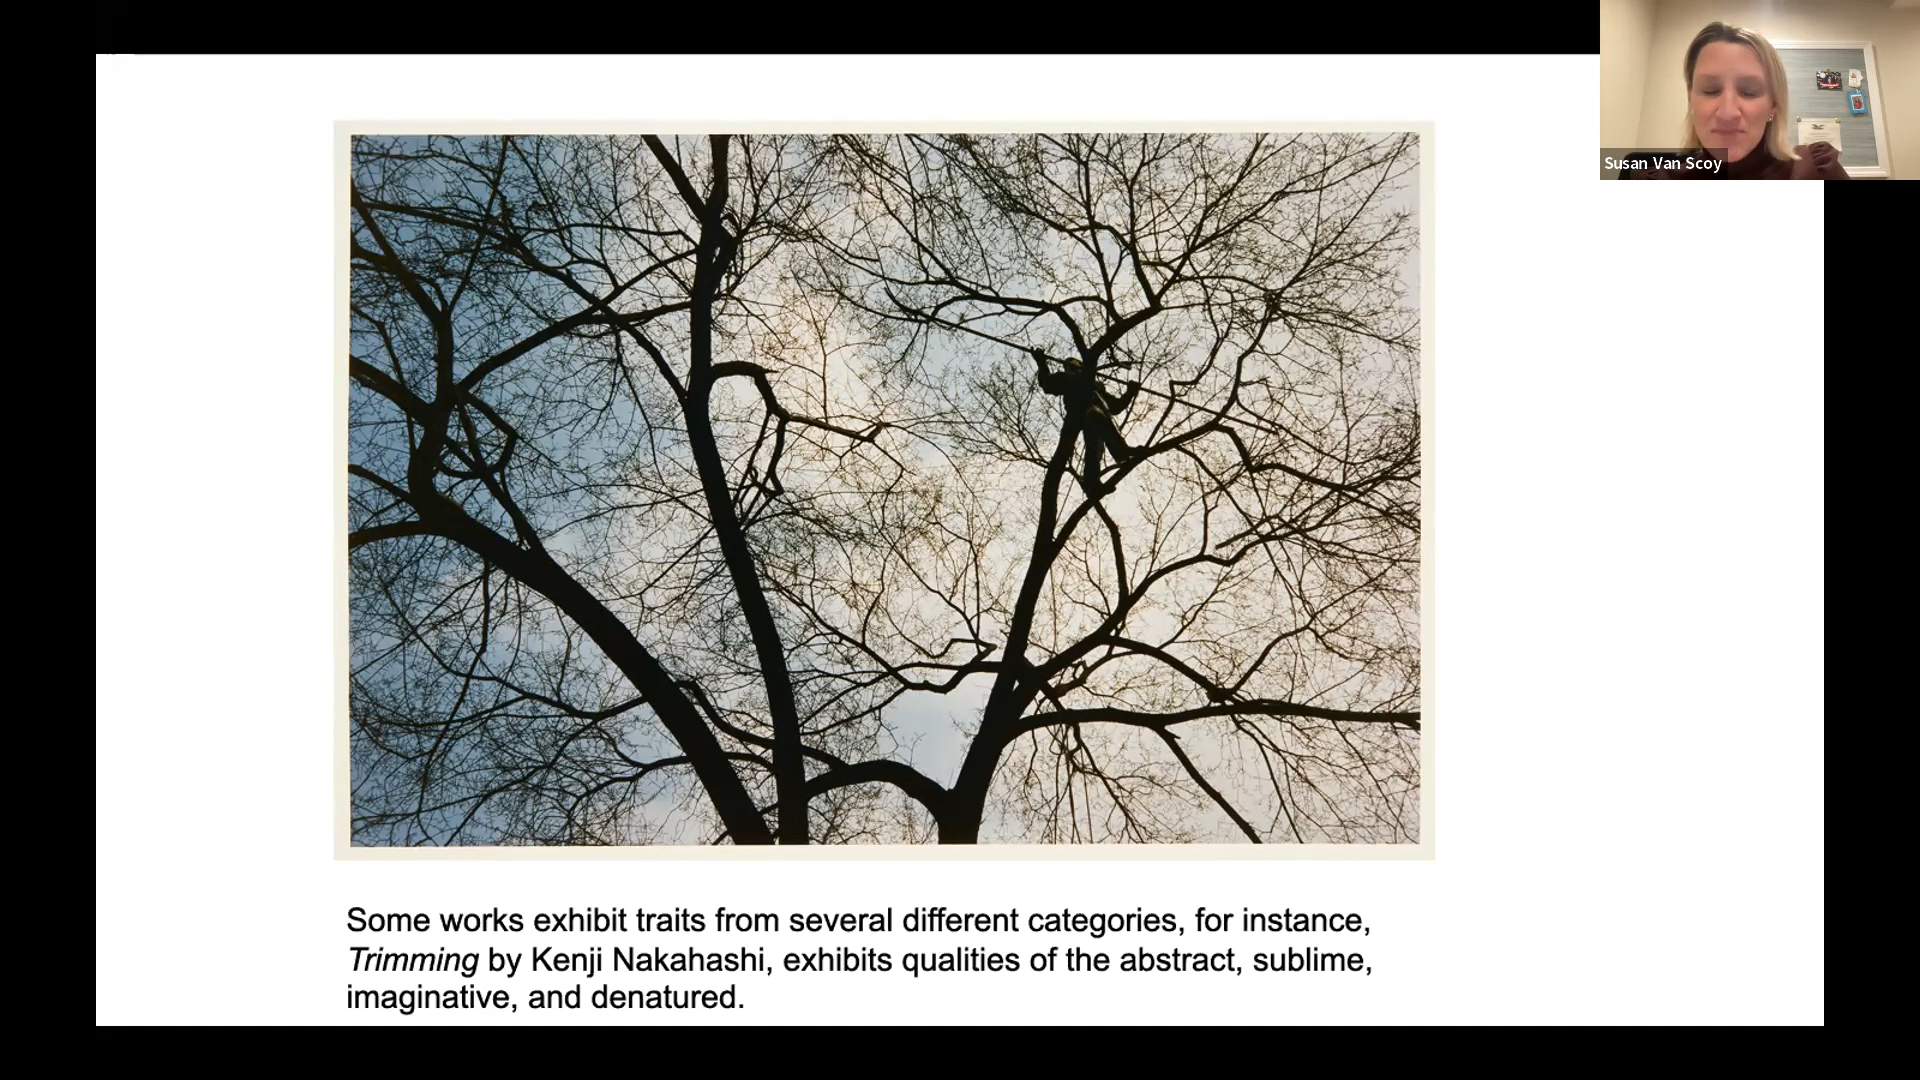 Susan Van Scoy
Some works exhibit traits from several different categories, for instance,
Trimming by Kenji Nakahashi, exhibits qualities of the abstract, sublime,
imaginative, and denatured.